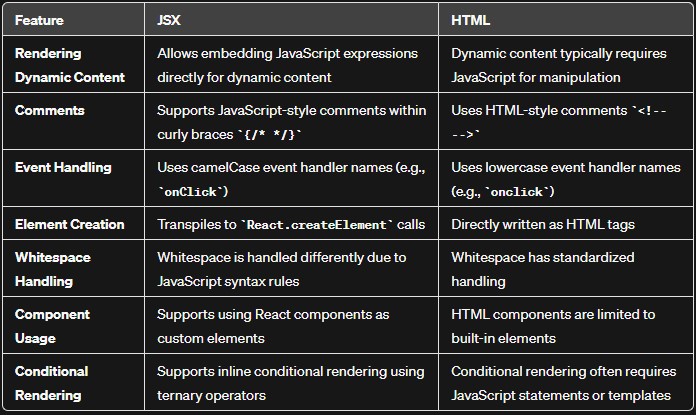 Feature JSX HTML
Rendering Allows embedding JavaScript expressions Dynamic content typically requires
Dynamic Content directly for dynamic content JavaScript for manipulation
Comments Supports JavaScript-style comments within Uses HTML-style comments `<!--
curly braces `{/* */}` -->`
Event Handling Uses camelCase event handler names (e.g., Uses lowercase event handler names
`onClick`) (e.g., `onclick`)
Element Creation Transpiles to `React.createElement` calls Directly written as HTML tags
Whitespace Whitespace is handled differently due to Whitespace has standardized
Handling JavaScript syntax rules handling
Component Supports using React components as HTML components are limited to
Usage custom elements built-in elements
Conditional Supports inline conditional rendering using Conditional rendering often requires
Rendering ternary operators JavaScript statements or templates